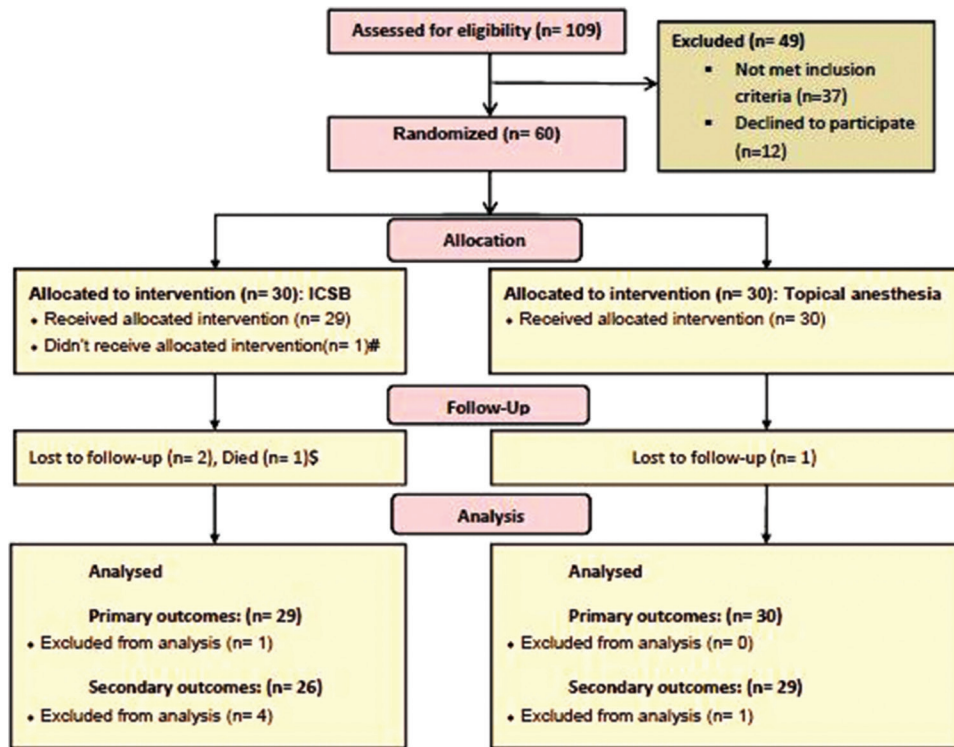 Assessed for eligibility (n= 109)
Excluded (n= 49)
▪ Not met inclusion
criteria (n=37)
▪ Declined to participate
(n=12)
Randomized (n= 60)
Allocation
Allocated to intervention (n= 30): ICSB
• Received allocated intervention (n= 29)
• Didn't receive allocated intervention(n= 1)#
Allocated to intervention (n= 30): Topical anesthesia
• Received allocated intervention (n= 30)
Follow-Up
Lost to follow-up (n= 2), Died (n= 1)$
Lost to follow-up (n= 1)
Analysis
Analysed
Primary outcomes: (n= 29)
• Excluded from analysis (n= 1)
Secondary outcomes: (n= 26)
• Excluded from analysis (n= 4)
Analysed
Primary outcomes: (n= 30)
• Excluded from analysis (n= 0)
Secondary outcomes: (n= 29)
• Excluded from analysis (n= 1)